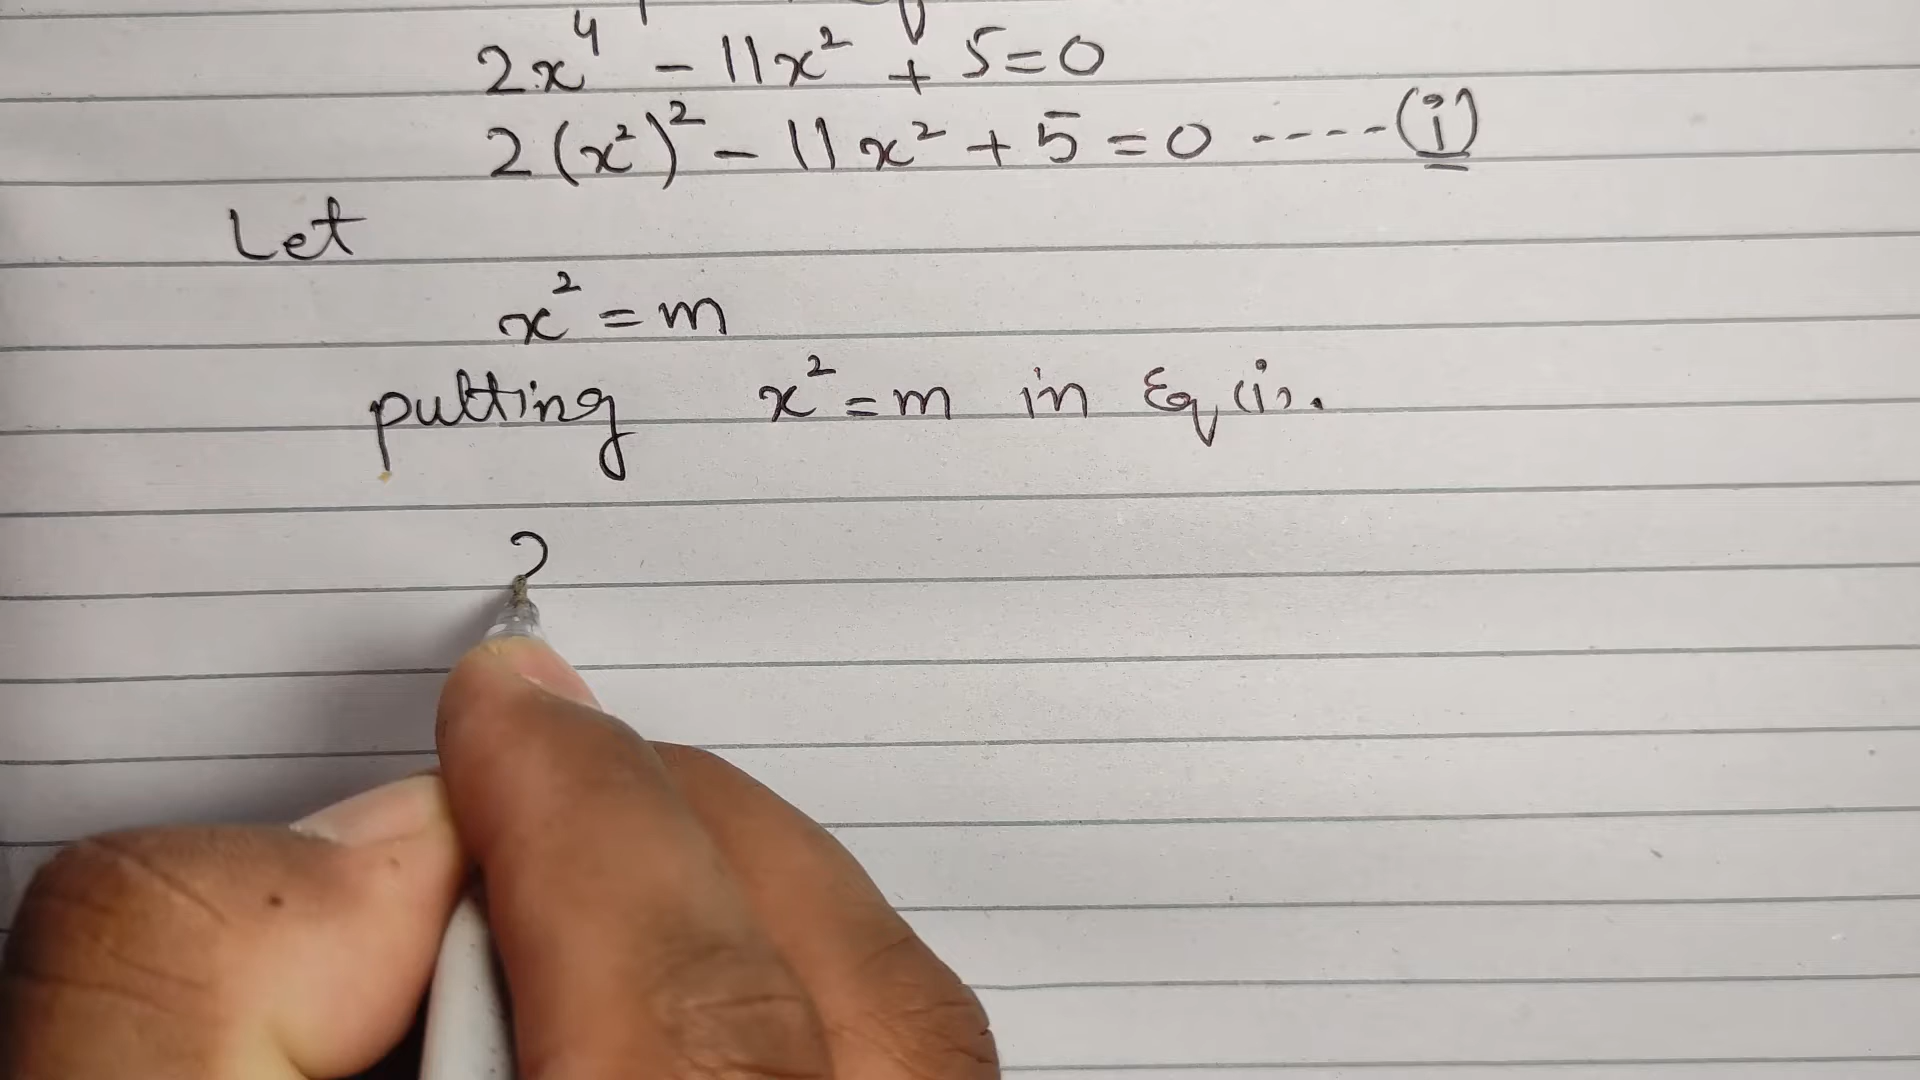 2x⁴ - 11x² + 5 = 0
2(x²)² - 11x² + 5 = 0 ----(i)
Let
x² = m
putting x² = m in Eq (i).
2